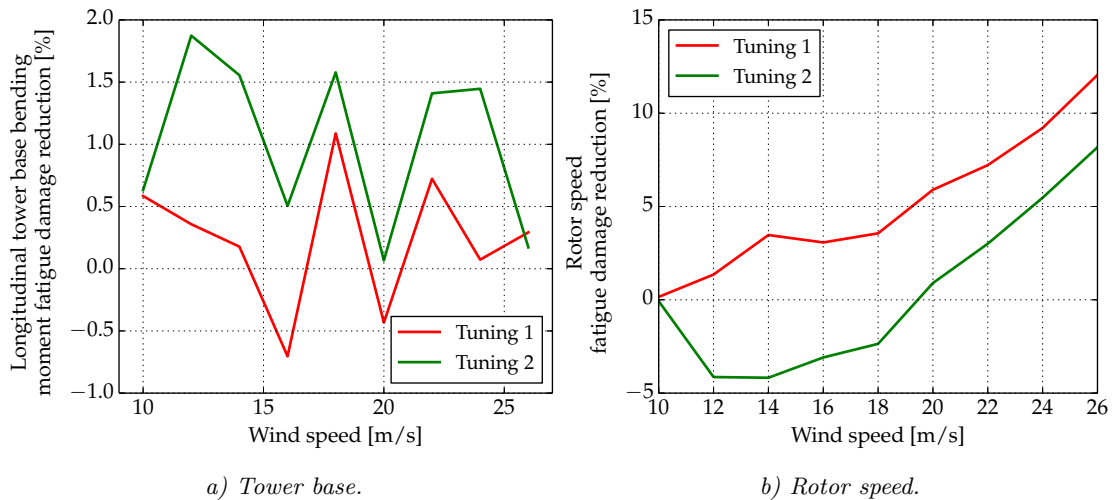 Longitudinal tower base bending
moment fatigue damage reduction [%]
2.0
1.5
1.0
0.5
0.0
−0.5
−1.0
Tuning 1
Tuning 2
10 15 20 25
Wind speed [m/s]
a) Tower base.
Rotor speed
fatigue damage reduction [%]
15
10
5
0
−5
Tuning 1
Tuning 2
10 12 14 16 18 20 22 24 26
Wind speed [m/s]
b) Rotor speed.